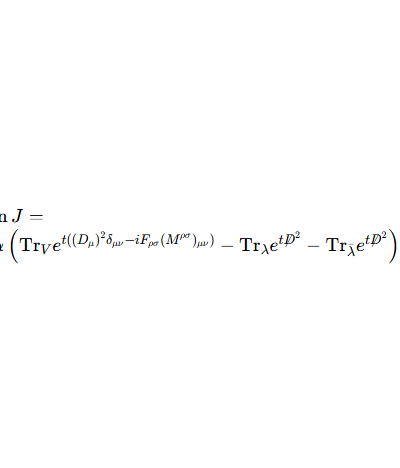 n J =
(Tr_V e^{t((D_μ)^2 δ_{μν} − iF_{ρσ}(M^{ρσ})_{μν})} − Tr_λ e^{tD̸^2} − Tr_{λ̄} e^{tD̸^2})